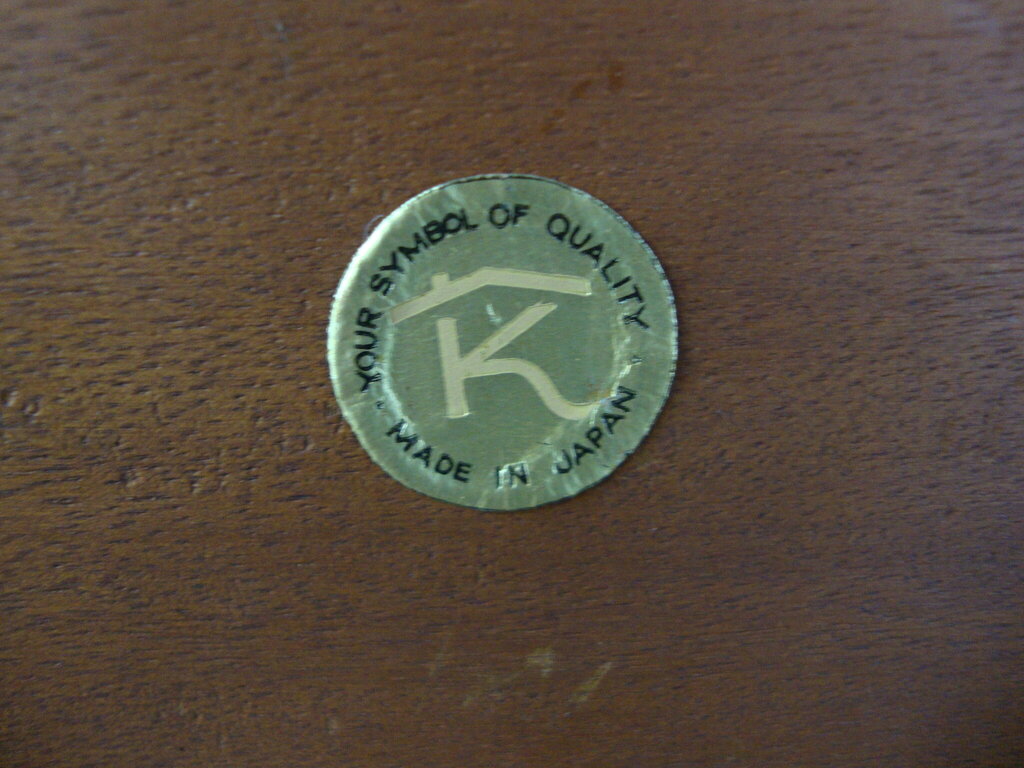 YOUR SYMBOL OF QUALITY
K
· MADE IN JAPAN ·